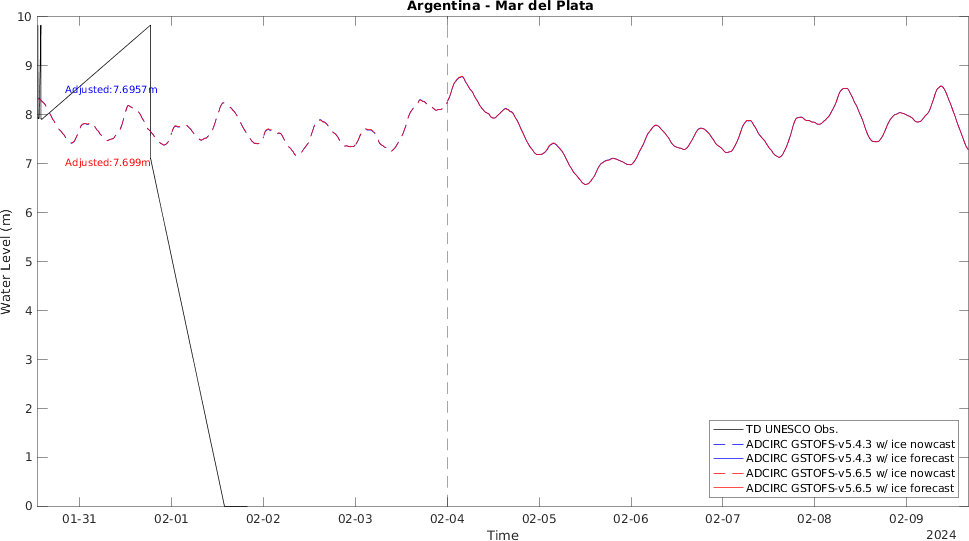 Argentina - Mar del Plata
10
9
8
7
6
5
4
3
2
1
0
Water Level (m)
Adjusted:7.6957m
Adjusted:7.699m
TD UNESCO Obs.
ADCIRC GSTOFS-v5.4.3 w/ ice nowcast
ADCIRC GSTOFS-v5.4.3 w/ ice forecast
ADCIRC GSTOFS-v5.6.5 w/ ice nowcast
ADCIRC GSTOFS-v5.6.5 w/ ice forecast
01-31 02-01 02-02 02-03 02-04 02-05 02-06 02-07 02-08 02-09
Time
2024